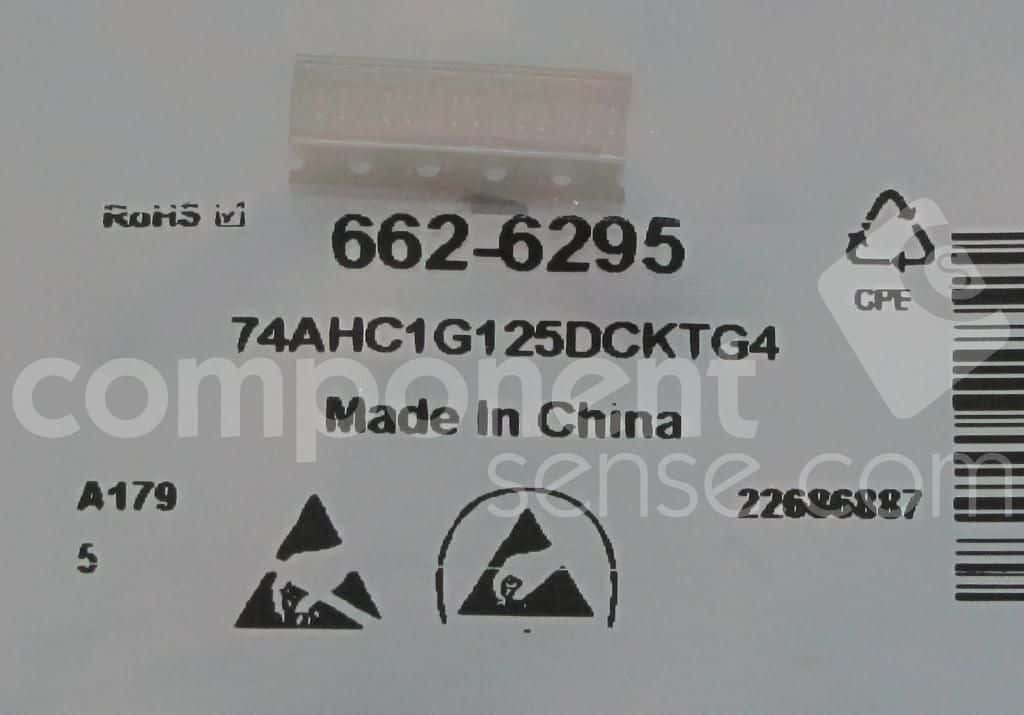 RoHS
662-6295
CPE
74AHC1G125DCKTG4
component
Made In China
sense.com
A179
22686887
5